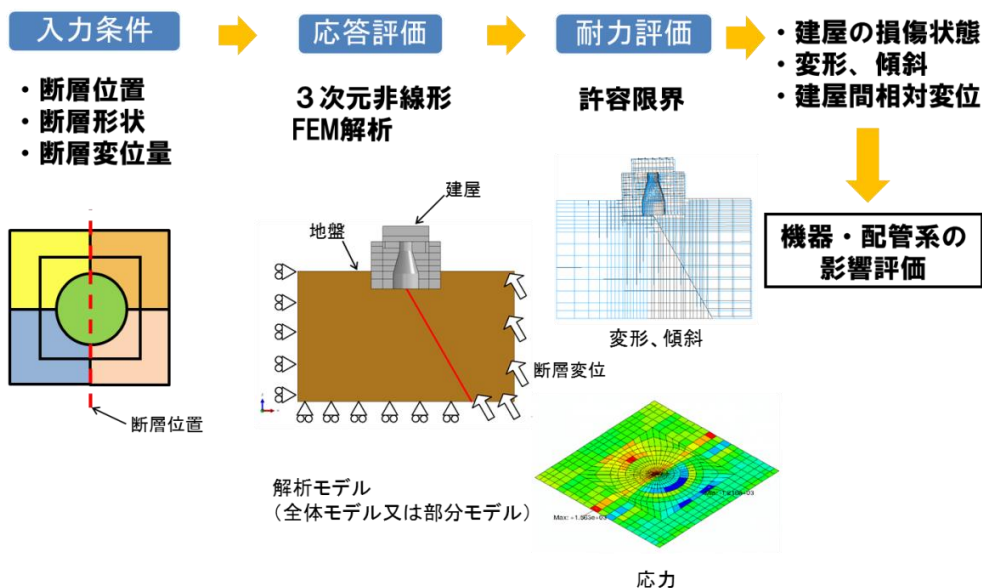 入力条件
・断層位置
・断層形状
・断層変位量
断層位置
応答評価
３次元非線形
FEM解析
建屋
地盤
断層変位
解析モデル
（全体モデル又は部分モデル）
耐力評価
許容限界
変形、傾斜
Max: +1.863e+03
応力
・建屋の損傷状態
・変形、傾斜
・建屋間相対変位
機器・配管系の
影響評価